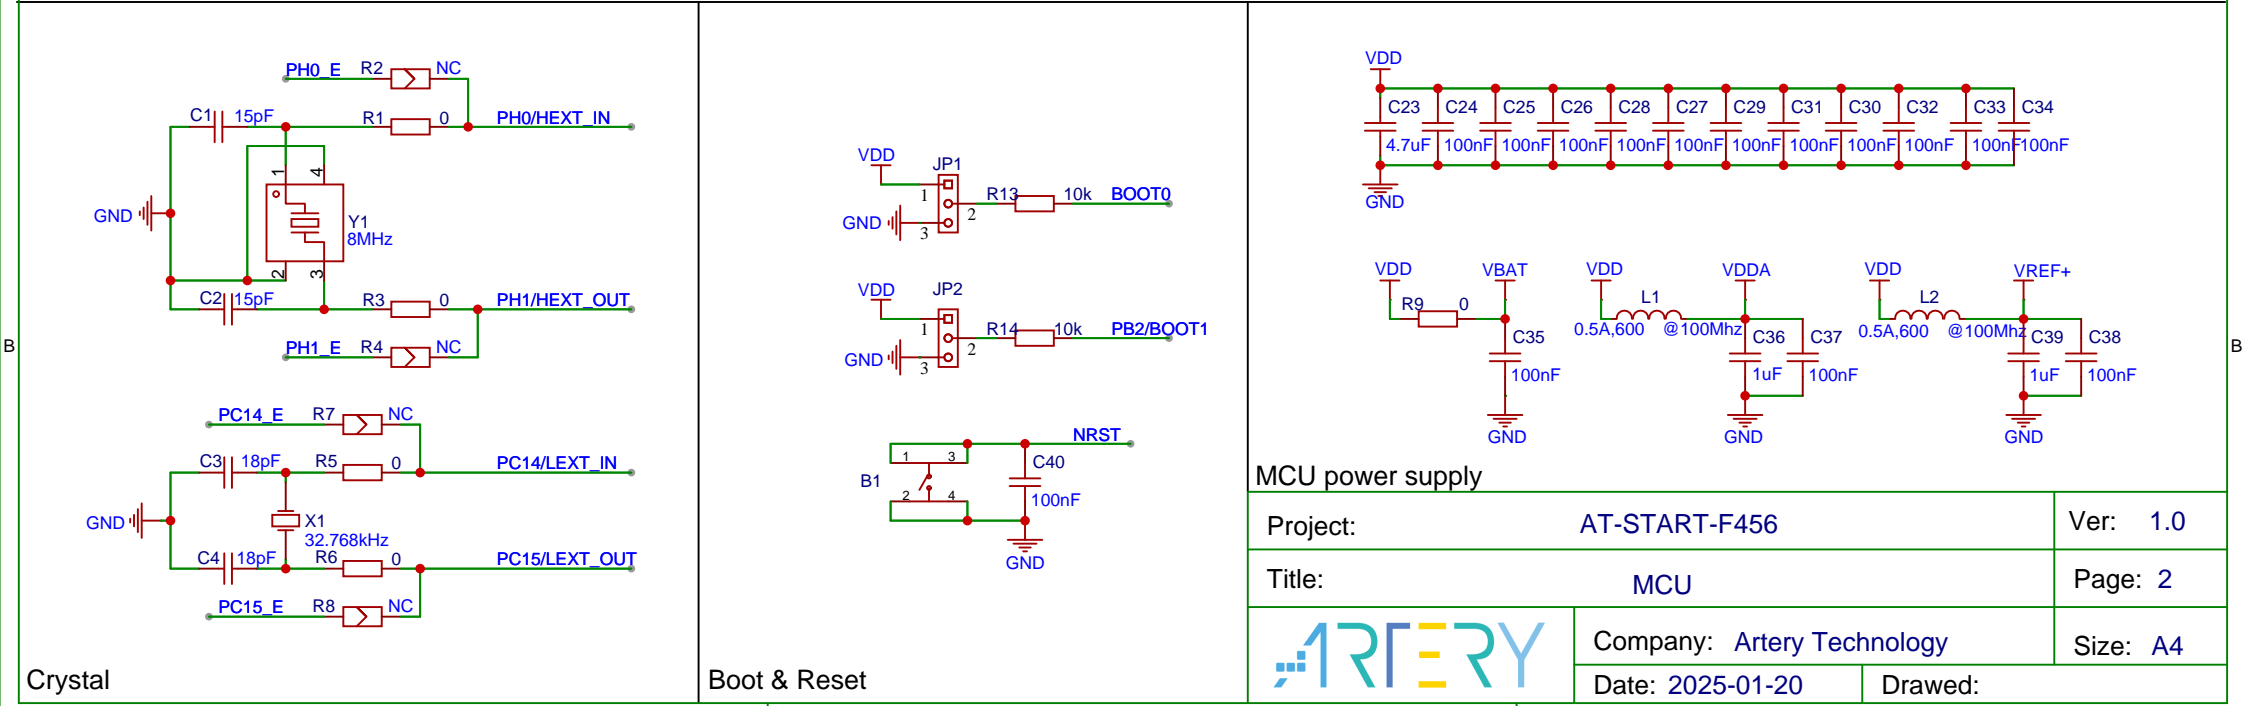 PH0_E R2 NC
C1 15pF R1 0 PH0/HEXT_IN
1 4
GND
Y1
8MHz
2 3
C2 15pF R3 0 PH1/HEXT_OUT
PH1_E R4 NC
PC14_E R7 NC
C3 18pF R5 0 PC14/LEXT_IN
GND
X1
32.768kHz
C4 18pF R6 0 PC15/LEXT_OUT
PC15_E R8 NC
Crystal
VDD JP1
1
R13 10k BOOT0
2
GND
3
VDD JP2
1
R14 10k PB2/BOOT1
2
GND
3
NRST
1 3
C40
B1
100nF
2 4
GND
Boot & Reset
VDD
C23 C24 C25 C26 C28 C27 C29 C31 C30 C32 C33 C34
4.7uF 100nF 100nF 100nF 100nF 100nF 100nF 100nF 100nF 100nF 100nF 100nF
GND
VDD VBAT VDD VDDA VDD VREF+
R9 0 L1 L2
0.5A,600 @100Mhz 0.5A,600 @100Mhz
C35 C36 C37 C39 C38
100nF 1uF 100nF 1uF 100nF
GND GND GND
MCU power supply
Project: AT-START-F456 Ver: 1.0
Title: MCU Page: 2
ARTERY
Company: Artery Technology Size: A4
Date: 2025-01-20 Drawed:
B B